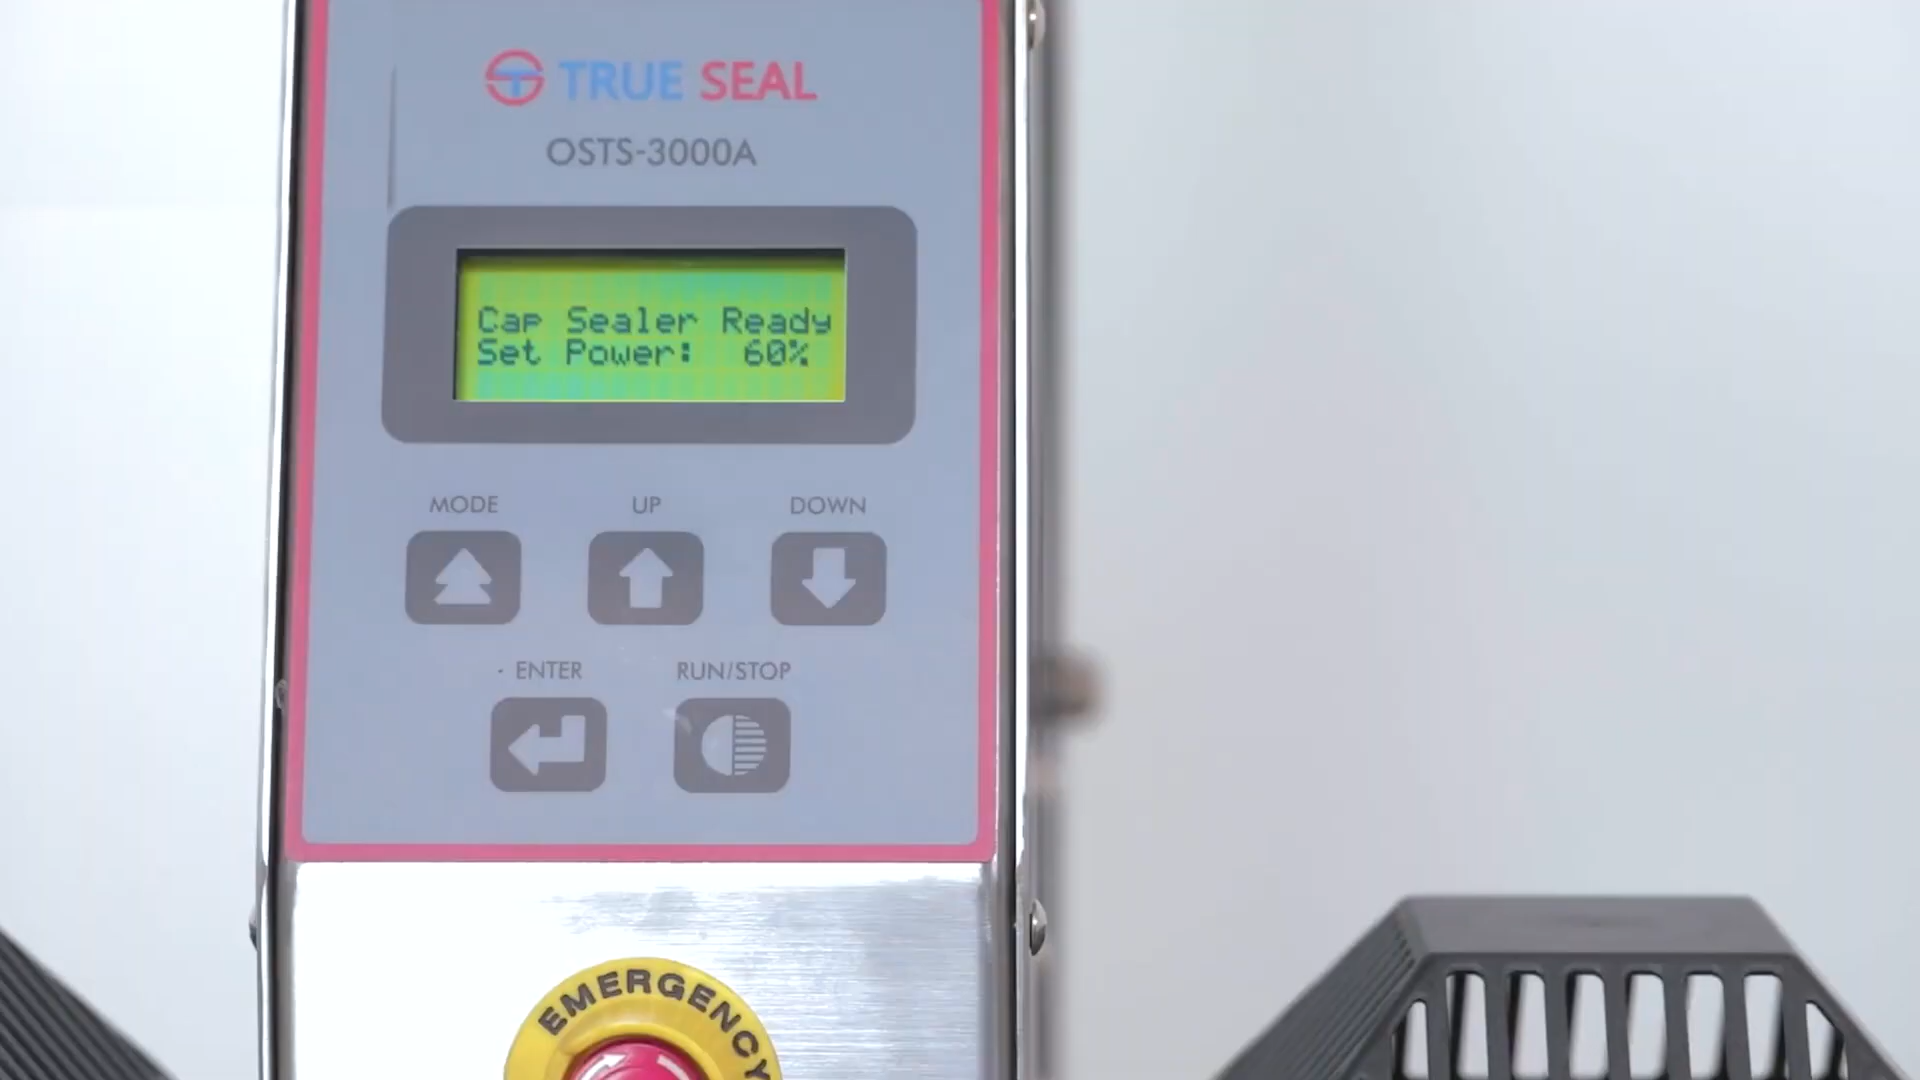 TRUE SEAL
OSTS-3000A
Cap Sealer Ready
Set Power: 60%
MODE UP DOWN
ENTER RUN/STOP
EMERGENCY